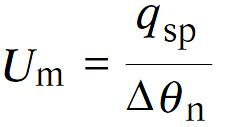 U_m = q_sp / Δθ_n